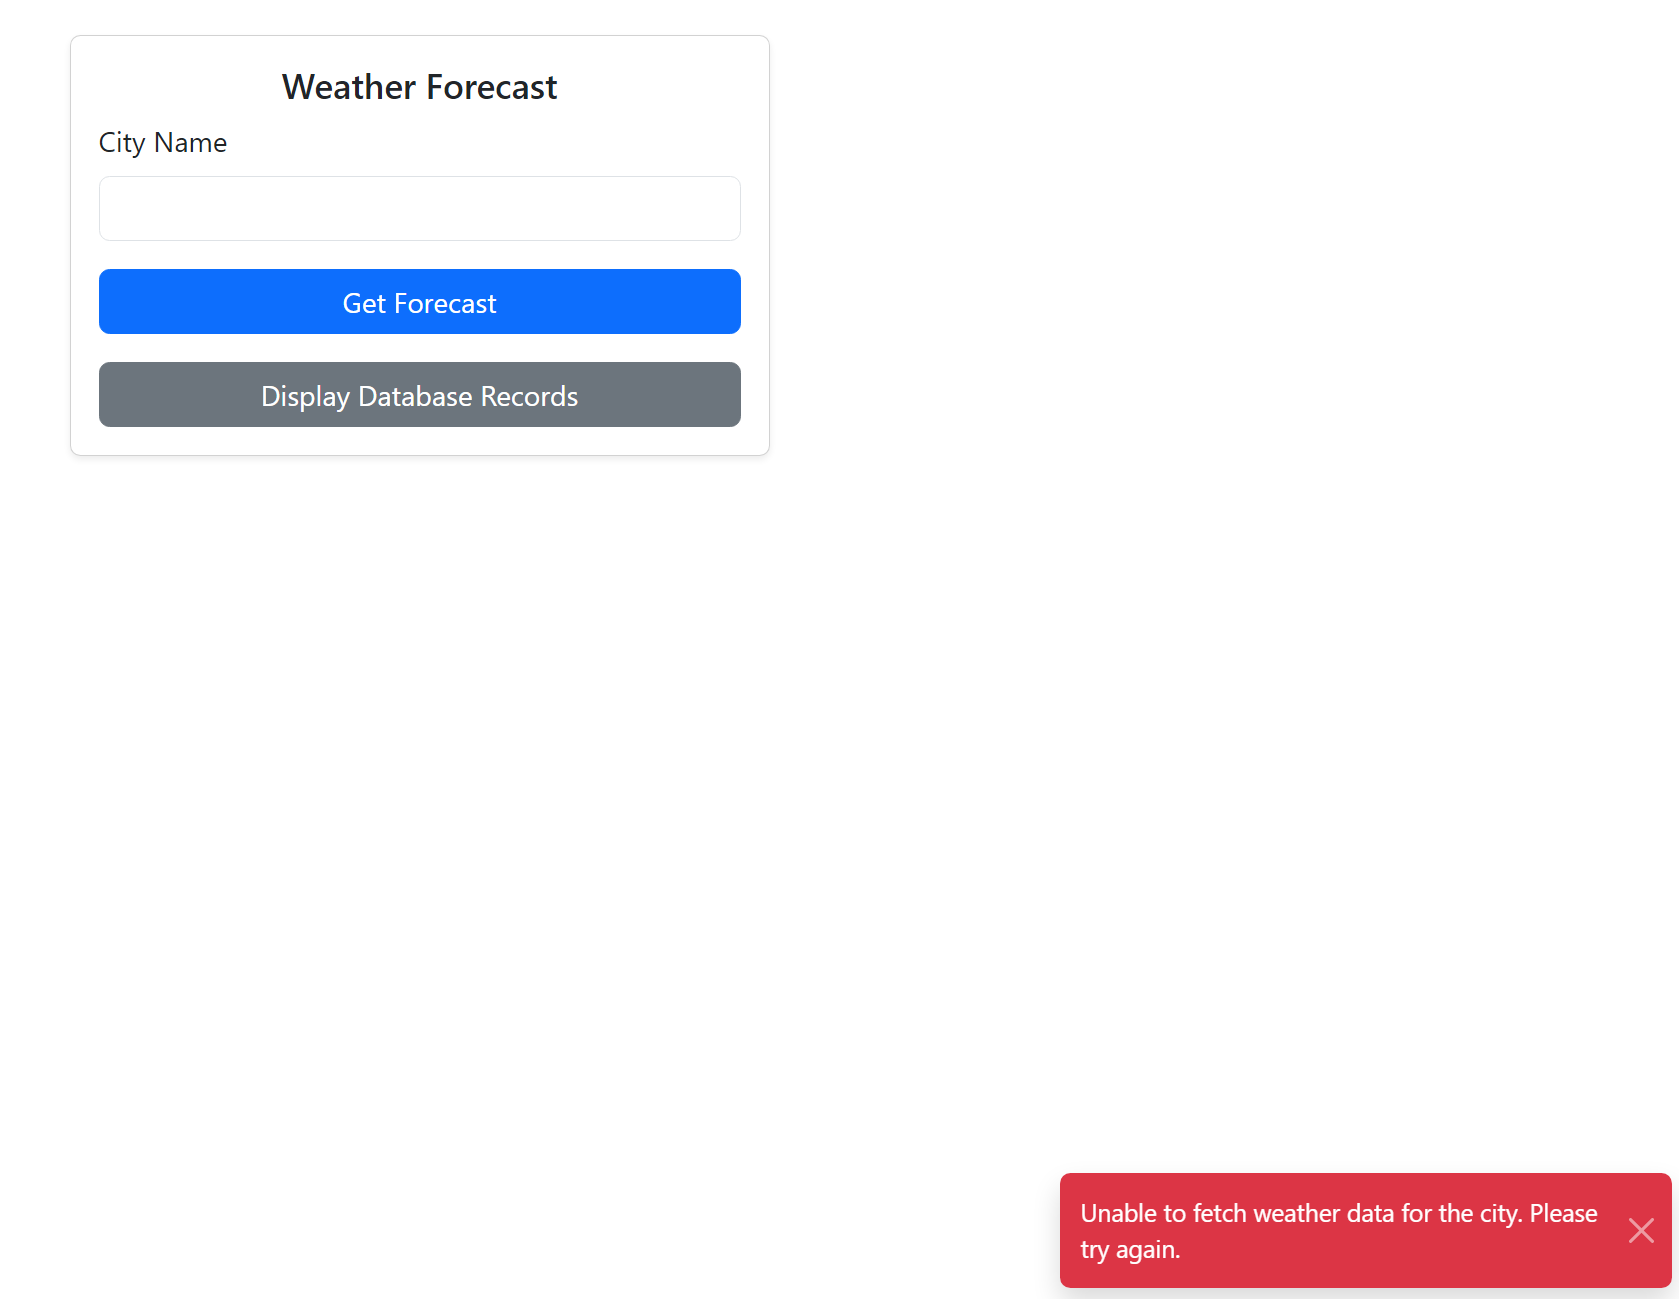 Weather Forecast
City Name
Get Forecast
Display Database Records
Unable to fetch weather data for the city. Please
try again.